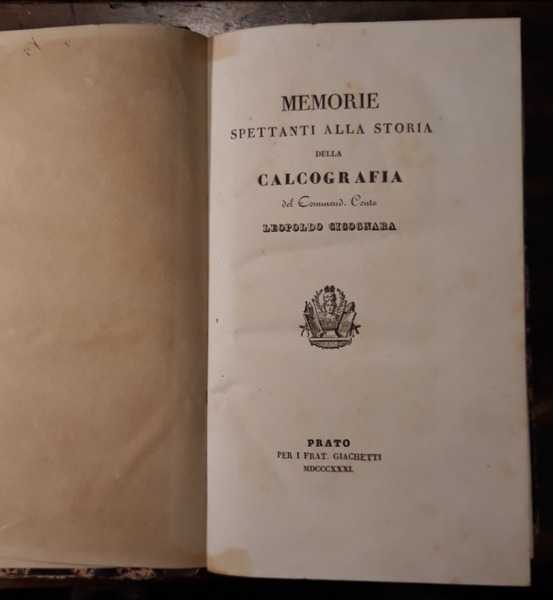 MEMORIE
SPETTANTI ALLA STORIA
DELLA
CALCOGRAFIA
del Commend. Conte
LEOPOLDO CICOGNARA
PRATO
PER I FRAT. GIACHETTI
MDCCCXXXI.